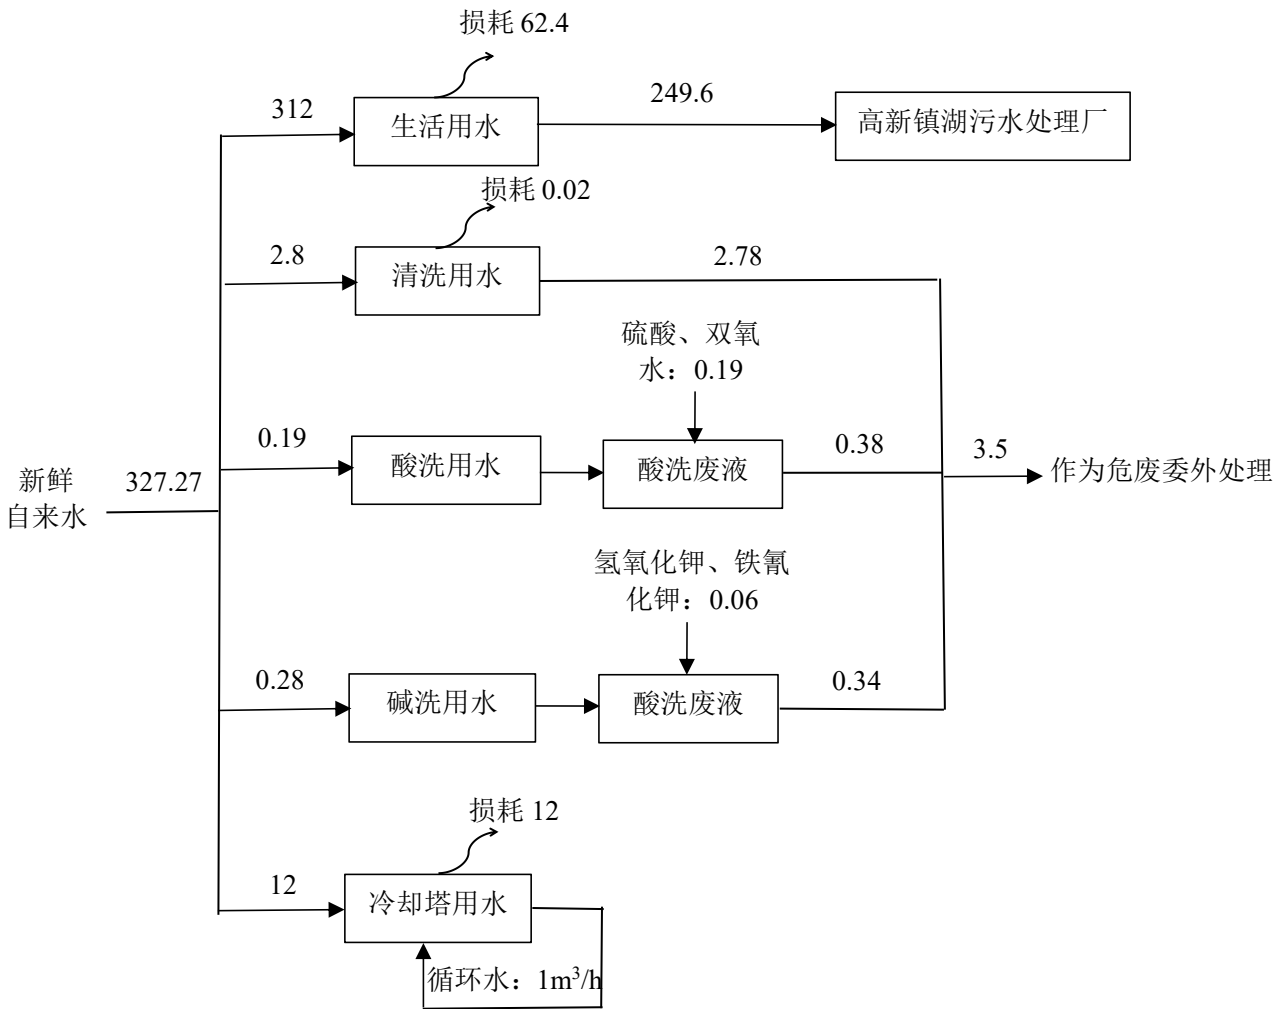 损耗 62.4
312
生活用水
249.6
高新镇湖污水处理厂
损耗 0.02
2.8
清洗用水
2.78
硫酸、双氧
水：0.19
0.19
酸洗用水
酸洗废液
0.38
3.5
作为危废委外处理
新鲜
自来水
327.27
氢氧化钾、铁氰
化钾：0.06
0.28
碱洗用水
酸洗废液
0.34
损耗 12
12
冷却塔用水
循环水：1m³/h